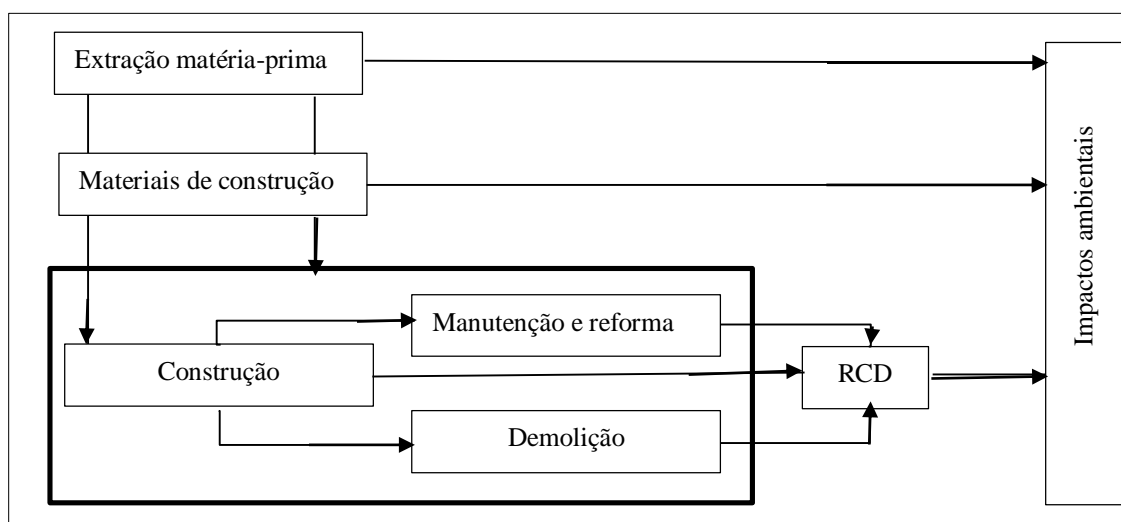 Extração matéria-prima
Materiais de construção
Manutenção e reforma
Construção
RCD
Demolição
Impactos ambientais